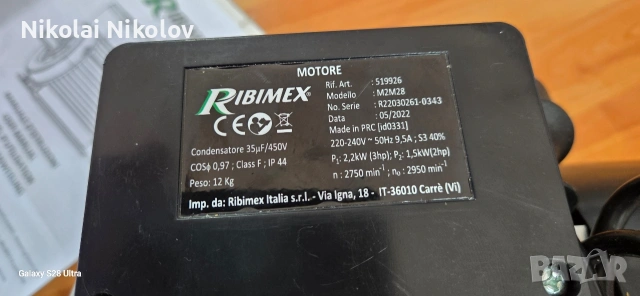 Nikolai Nikolov
MOTORE
RIBIMEX®
Rif. Art. : 519926
Modello : M2M28
No. Serie : R22030261-0343
Data : 05/2022
Made in PRC [id0331]
Condensatore 35µF/450V
220-240V ~ 50Hz 9,5A ; S3 40%
COSϕ 0,97 ; Class F ; IP 44
P₁: 2,2kW (3hp); P₂: 1,5kW(2hp)
Peso: 12 Kg
n : 2750 min⁻¹ , n₀ : 2950 min⁻¹
Imp. da: Ribimex Italia s.r.l. - Via Igna, 18 - IT-36010 Carrè (Vi)
Galaxy S28 Ultra
bazar